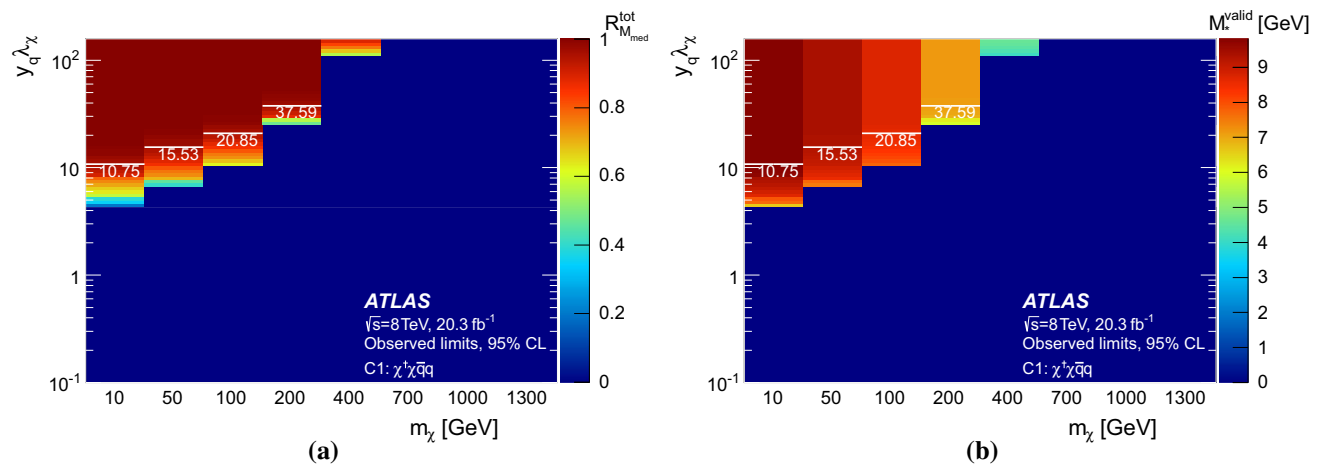 R^tot_M_med
y_q λ_χ
10²
10
1
10⁻¹
37.59
20.85
15.53
10.75
ATLAS
√s=8 TeV, 20.3 fb⁻¹
Observed limits, 95% CL
C1: χ†χq̄q
10 50 100 200 400 700 1000 1300
m_χ [GeV]
1
0.8
0.6
0.4
0.2
0
(a)
M_*^valid [GeV]
y_q λ_χ
10²
10
1
10⁻¹
37.59
20.85
15.53
10.75
ATLAS
√s=8 TeV, 20.3 fb⁻¹
Observed limits, 95% CL
C1: χ†χq̄q
10 50 100 200 400 700 1000 1300
m_χ [GeV]
9
8
7
6
5
4
3
2
1
0
(b)